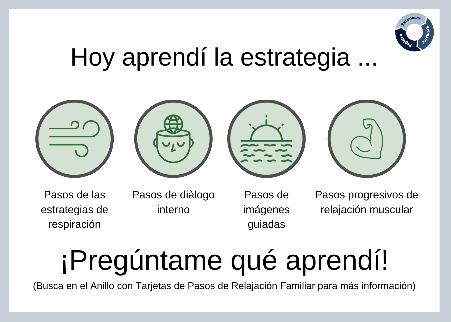 Hoy aprendí la estrategia ...
Pasos de las
estrategias de
respiración
Pasos de diàlogo
interno
Pasos de
imágenes
guiadas
Pasos progresivos de
relajación muscular
¡Pregúntame qué aprendí!
(Busca en el Anillo con Tarjetas de Pasos de Relajación Familiar para más información)